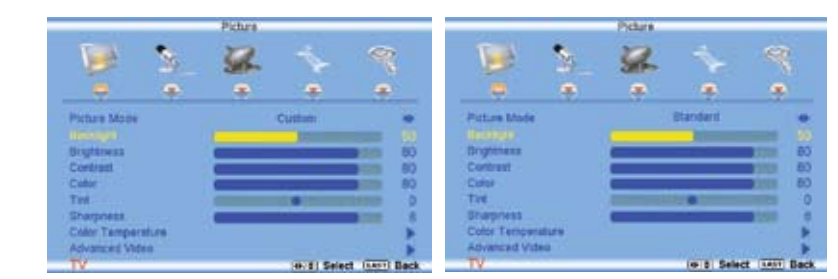 Picture
Picture Mode Custom
Backlight 50
Brightness 80
Contrast 80
Color 80
Tint 0
Sharpness 6
Color Temperature
Advanced Video
TV Select LAST Back
Picture
Picture Mode Standard
Backlight 50
Brightness 80
Contrast 80
Color 80
Tint 0
Sharpness 6
Color Temperature
Advanced Video
TV Select LAST Back